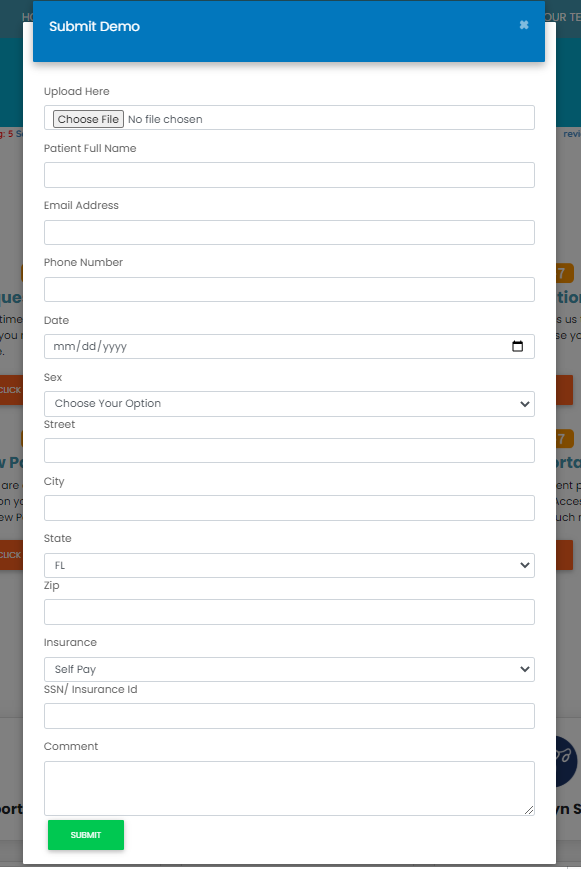 Submit Demo
×
Upload Here
Choose File No file chosen
Patient Full Name
Email Address
Phone Number
Date
mm/dd/yyyy
Sex
Choose Your Option
Street
City
State
FL
Zip
Insurance
Self Pay
SSN/ Insurance Id
Comment
SUBMIT